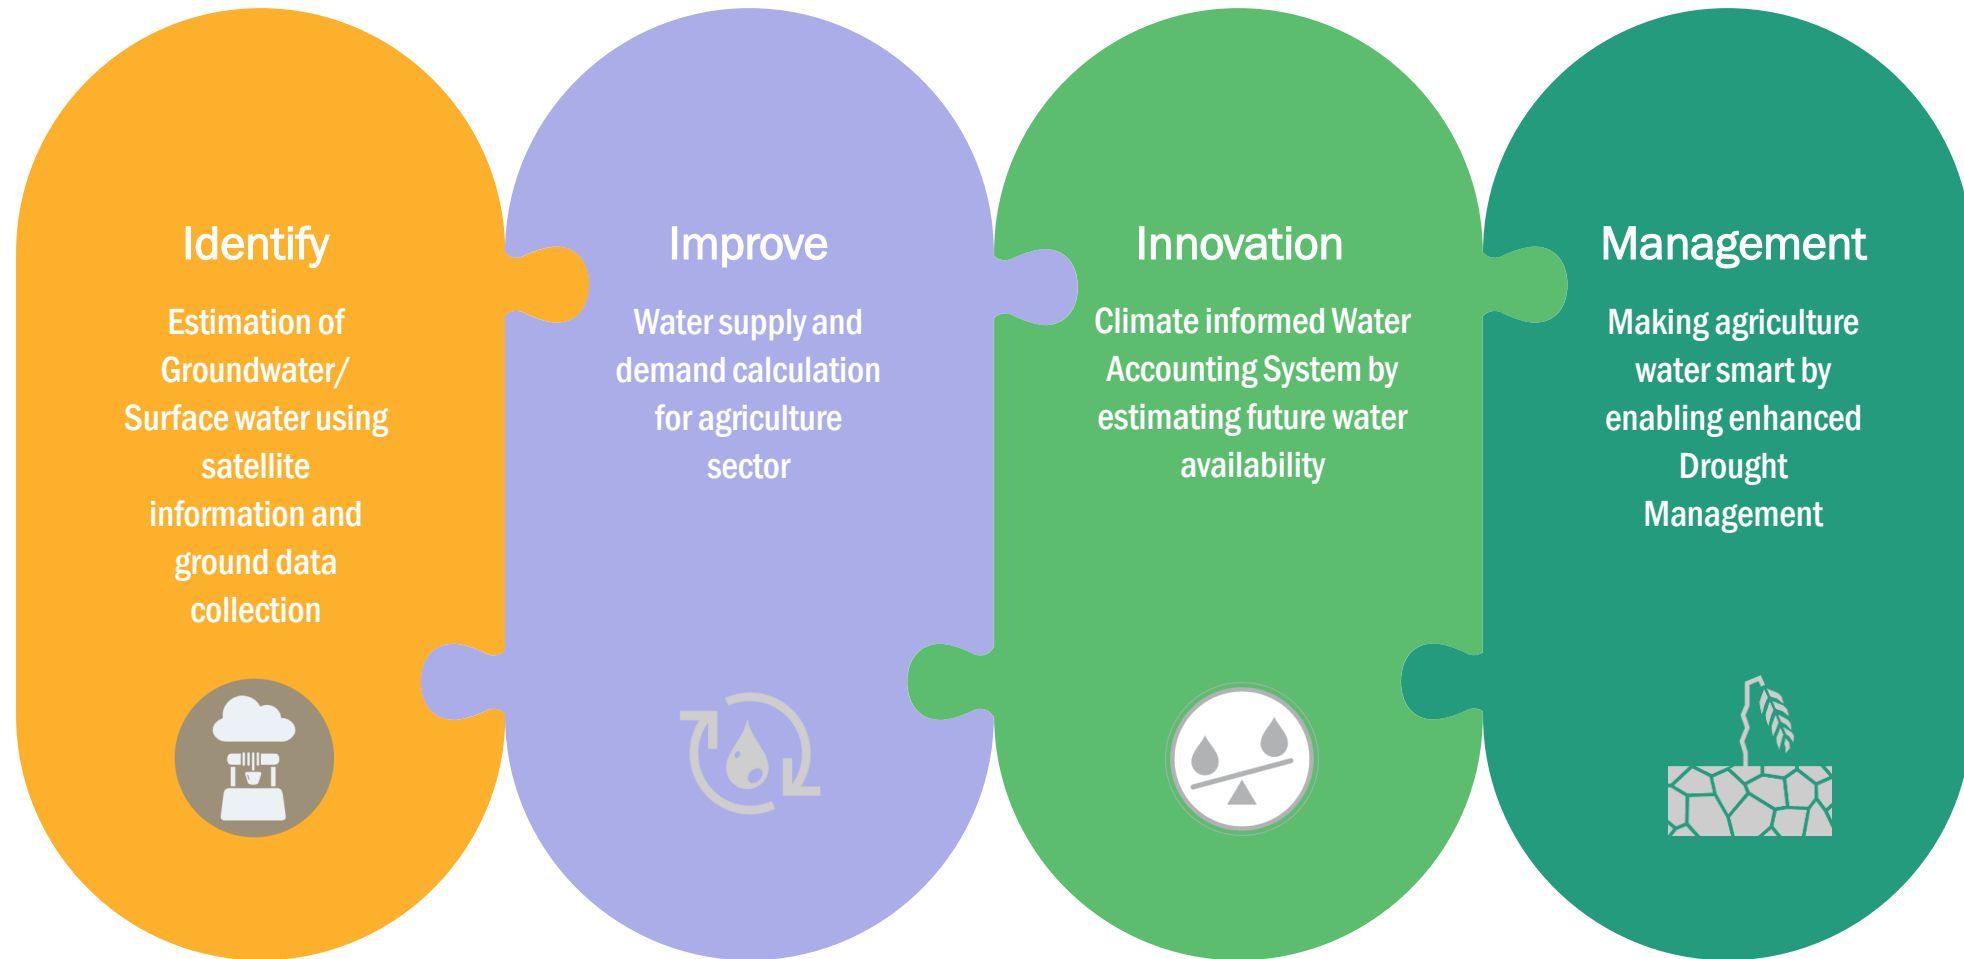 Identify
Estimation of
Groundwater/
Surface water using
satellite
information and
ground data
collection
Improve
Water supply and
demand calculation
for agriculture
sector
Innovation
Climate informed Water
Accounting System by
estimating future water
availability
Management
Making agriculture
water smart by
enabling enhanced
Drought
Management